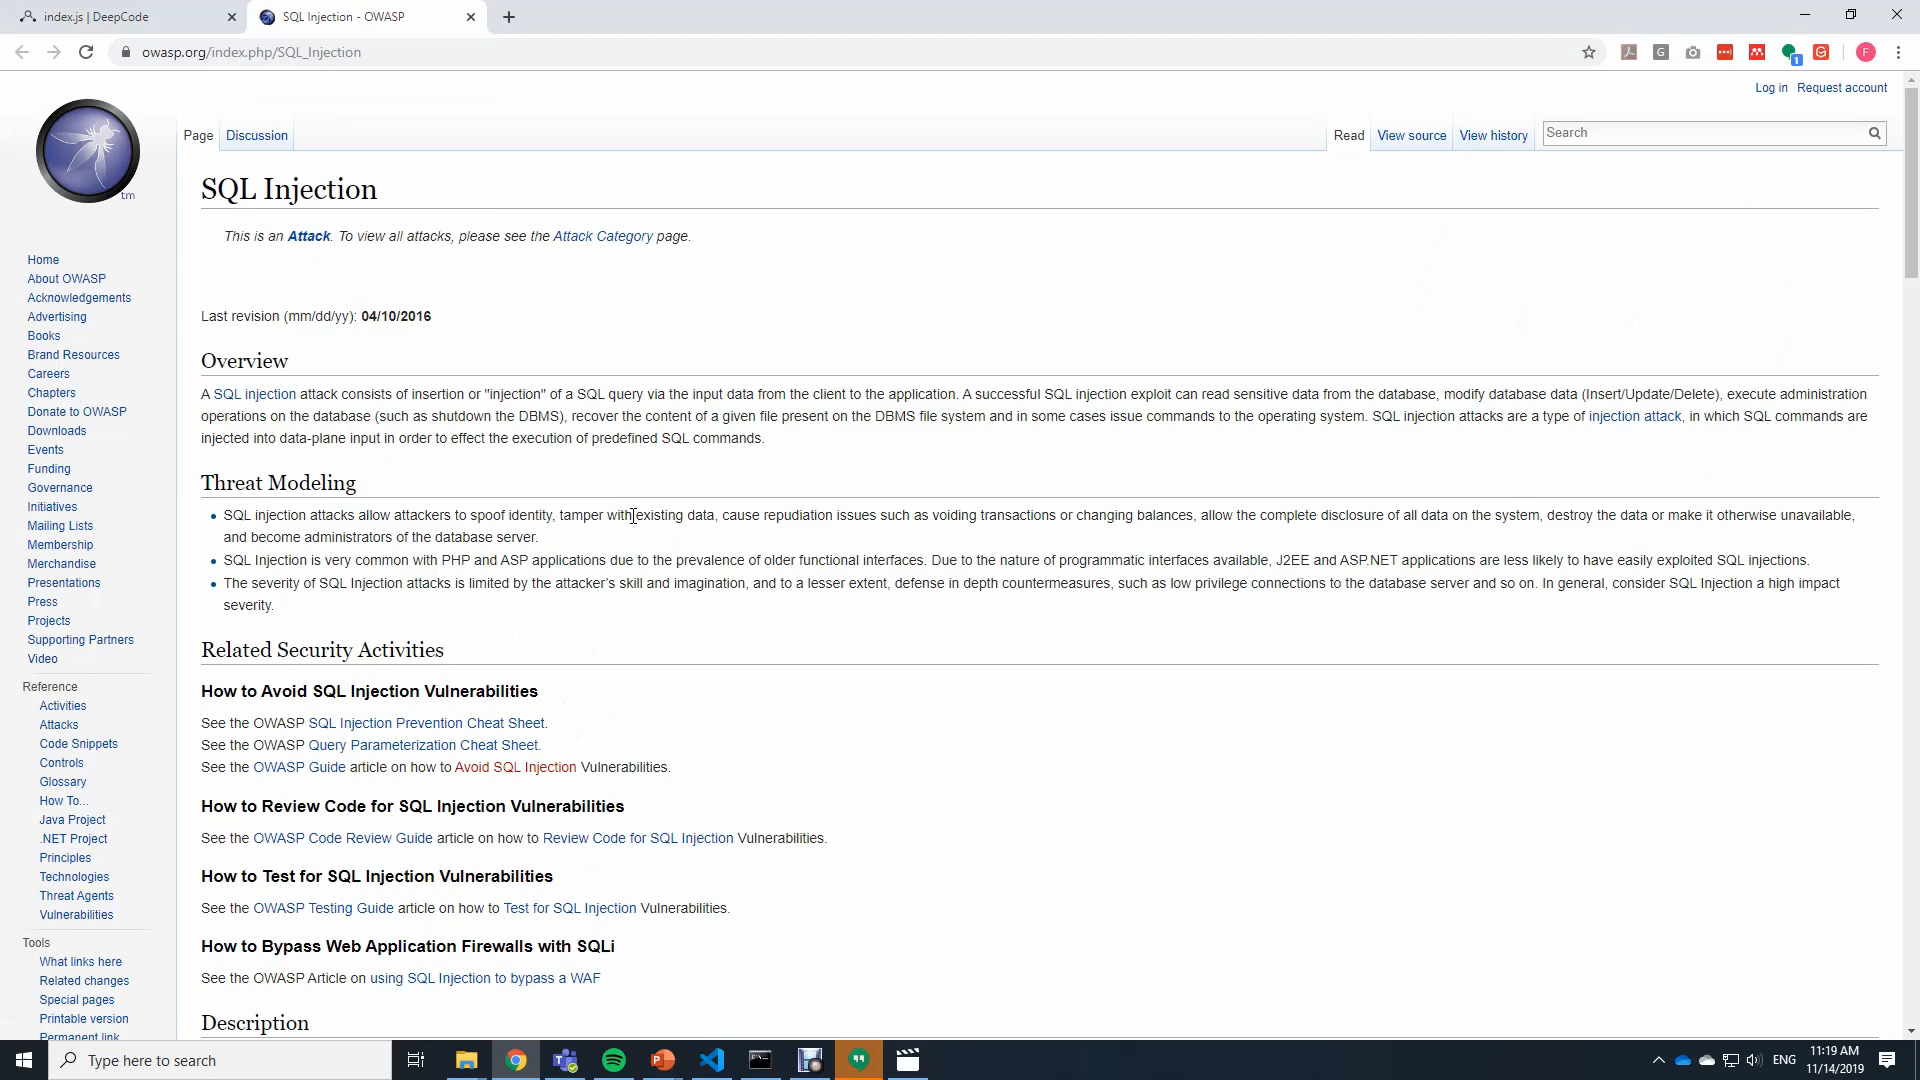 index.js | DeepCode
SQL Injection - OWASP
owasp.org/index.php/SQL_Injection
G
1
F
Log in Request account
tm
Page Discussion
Read View source View history Search
SQL Injection
This is an Attack. To view all attacks, please see the Attack Category page.
Last revision (mm/dd/yy): 04/10/2016
Overview
A SQL injection attack consists of insertion or "injection" of a SQL query via the input data from the client to the application. A successful SQL injection exploit can read sensitive data from the database, modify database data (Insert/Update/Delete), execute administration
operations on the database (such as shutdown the DBMS), recover the content of a given file present on the DBMS file system and in some cases issue commands to the operating system. SQL injection attacks are a type of injection attack, in which SQL commands are
injected into data-plane input in order to effect the execution of predefined SQL commands.
Threat Modeling
SQL injection attacks allow attackers to spoof identity, tamper with existing data, cause repudiation issues such as voiding transactions or changing balances, allow the complete disclosure of all data on the system, destroy the data or make it otherwise unavailable,
and become administrators of the database server.
SQL Injection is very common with PHP and ASP applications due to the prevalence of older functional interfaces. Due to the nature of programmatic interfaces available, J2EE and ASP.NET applications are less likely to have easily exploited SQL injections.
The severity of SQL Injection attacks is limited by the attacker's skill and imagination, and to a lesser extent, defense in depth countermeasures, such as low privilege connections to the database server and so on. In general, consider SQL Injection a high impact
severity.
Related Security Activities
How to Avoid SQL Injection Vulnerabilities
See the OWASP SQL Injection Prevention Cheat Sheet.
See the OWASP Query Parameterization Cheat Sheet.
See the OWASP Guide article on how to Avoid SQL Injection Vulnerabilities.
How to Review Code for SQL Injection Vulnerabilities
See the OWASP Code Review Guide article on how to Review Code for SQL Injection Vulnerabilities.
How to Test for SQL Injection Vulnerabilities
See the OWASP Testing Guide article on how to Test for SQL Injection Vulnerabilities.
How to Bypass Web Application Firewalls with SQLi
See the OWASP Article on using SQL Injection to bypass a WAF
Description
Home
About OWASP
Acknowledgements
Advertising
Books
Brand Resources
Careers
Chapters
Donate to OWASP
Downloads
Events
Funding
Governance
Initiatives
Mailing Lists
Membership
Merchandise
Presentations
Press
Projects
Supporting Partners
Video
Reference
Activities
Attacks
Code Snippets
Controls
Glossary
How To...
Java Project
.NET Project
Principles
Technologies
Threat Agents
Vulnerabilities
Tools
What links here
Related changes
Special pages
Printable version
Permanent link
Type here to search
ENG
11:19 AM
11/14/2019